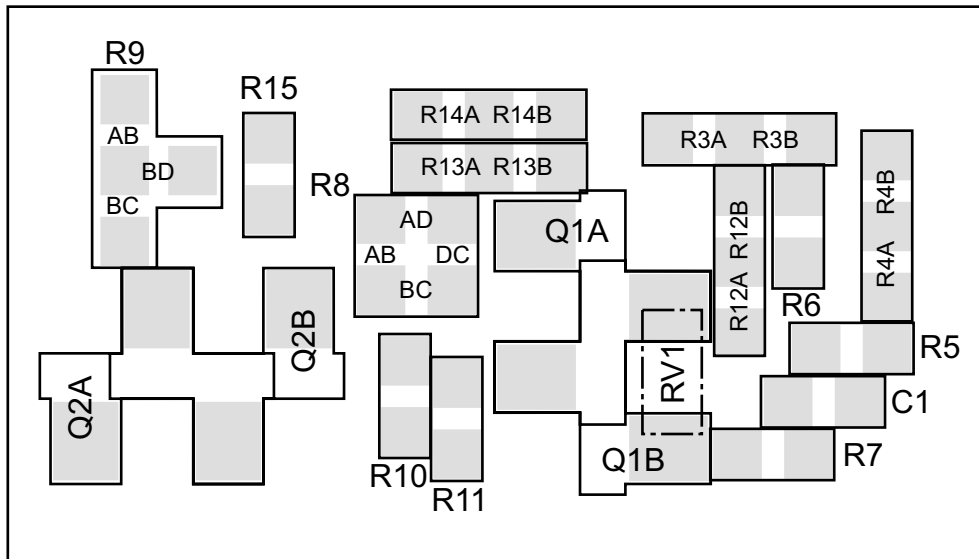 R9
R15
R8
AB
BD
BC
R14A R14B
R13A R13B
AD
AB DC
BC
Q1A
R3A R3B
R12A R12B
R6
R4A R4B
R5
C1
R7
RV1
Q1B
Q2A
Q2B
R10
R11